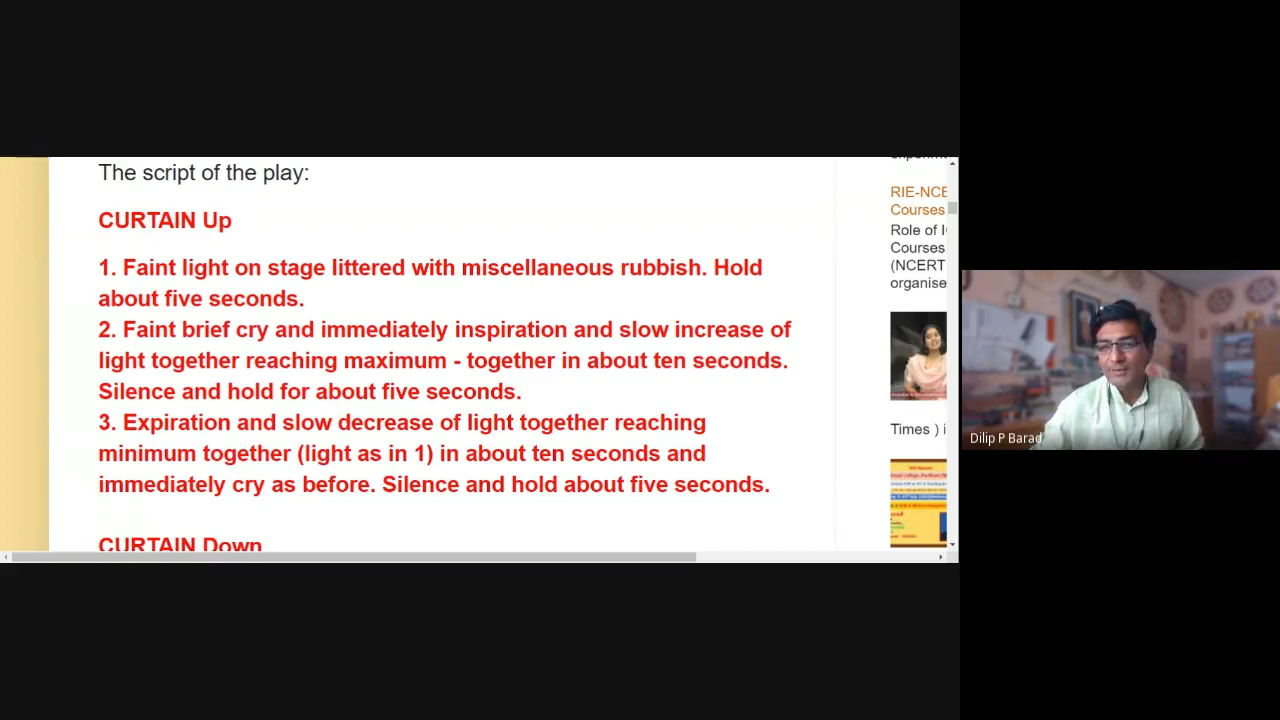 The script of the play:
CURTAIN Up
1. Faint light on stage littered with miscellaneous rubbish. Hold
about five seconds.
2. Faint brief cry and immediately inspiration and slow increase of
light together reaching maximum - together in about ten seconds.
Silence and hold for about five seconds.
3. Expiration and slow decrease of light together reaching
minimum together (light as in 1) in about ten seconds and
immediately cry as before. Silence and hold about five seconds.
CURTAIN Down
RIE-NCE
Courses
Role of I
Courses
(NCERT
organise
Times ) i
Dilip P Barad